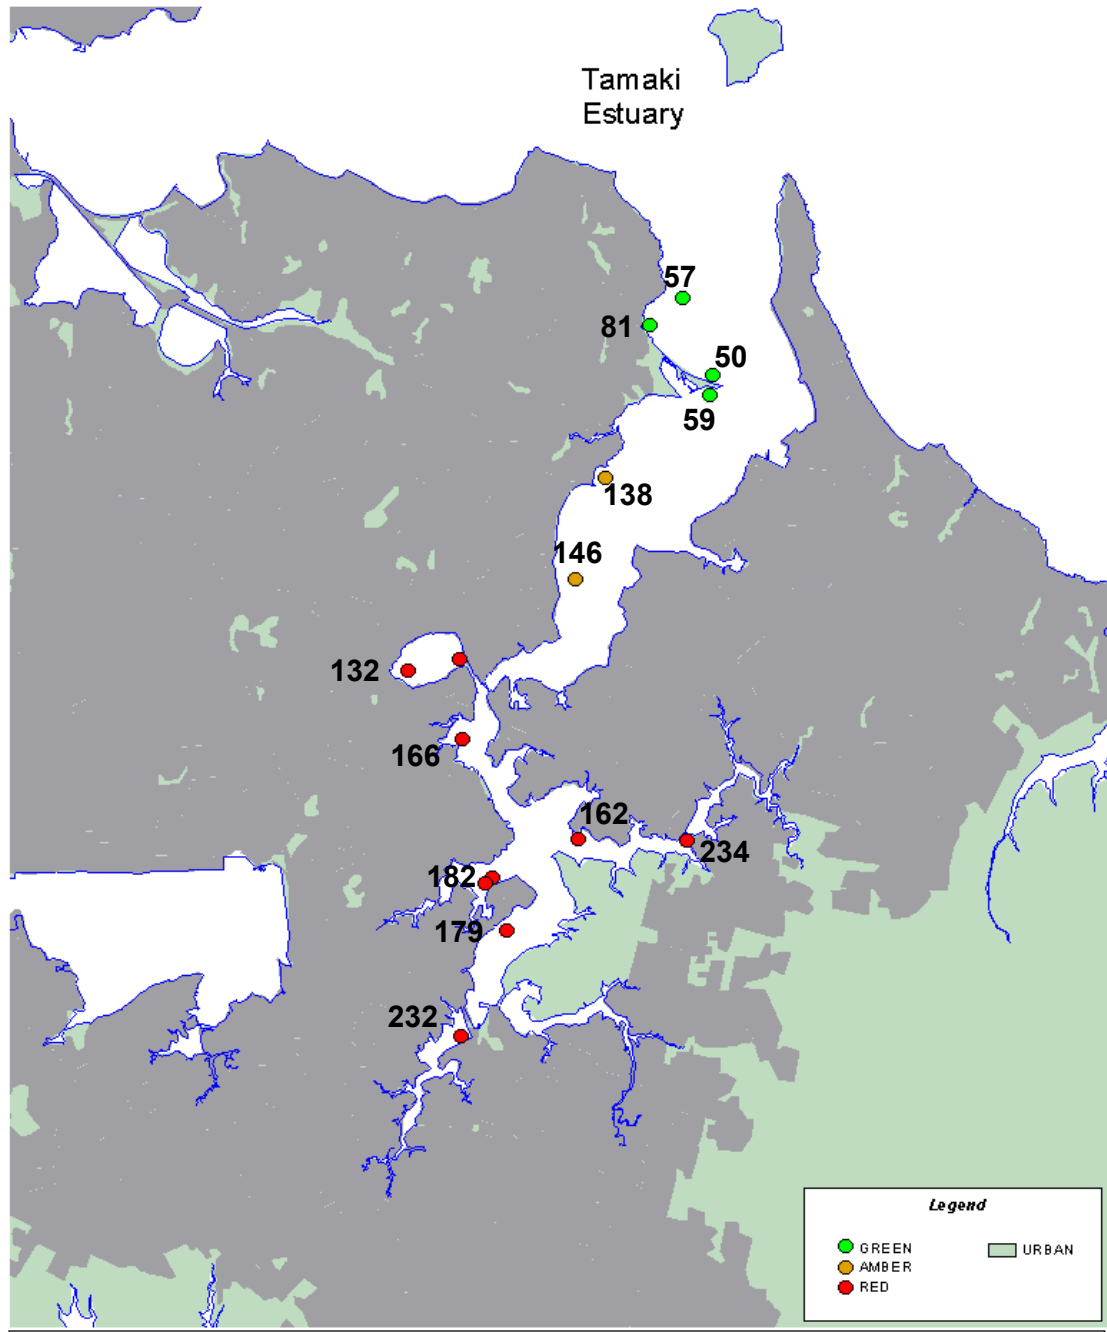 Tamaki
Estuary
57
81
50
59
138
146
132
166
162
234
182
179
232
Legend
GREEN
URBAN
AMBER
RED